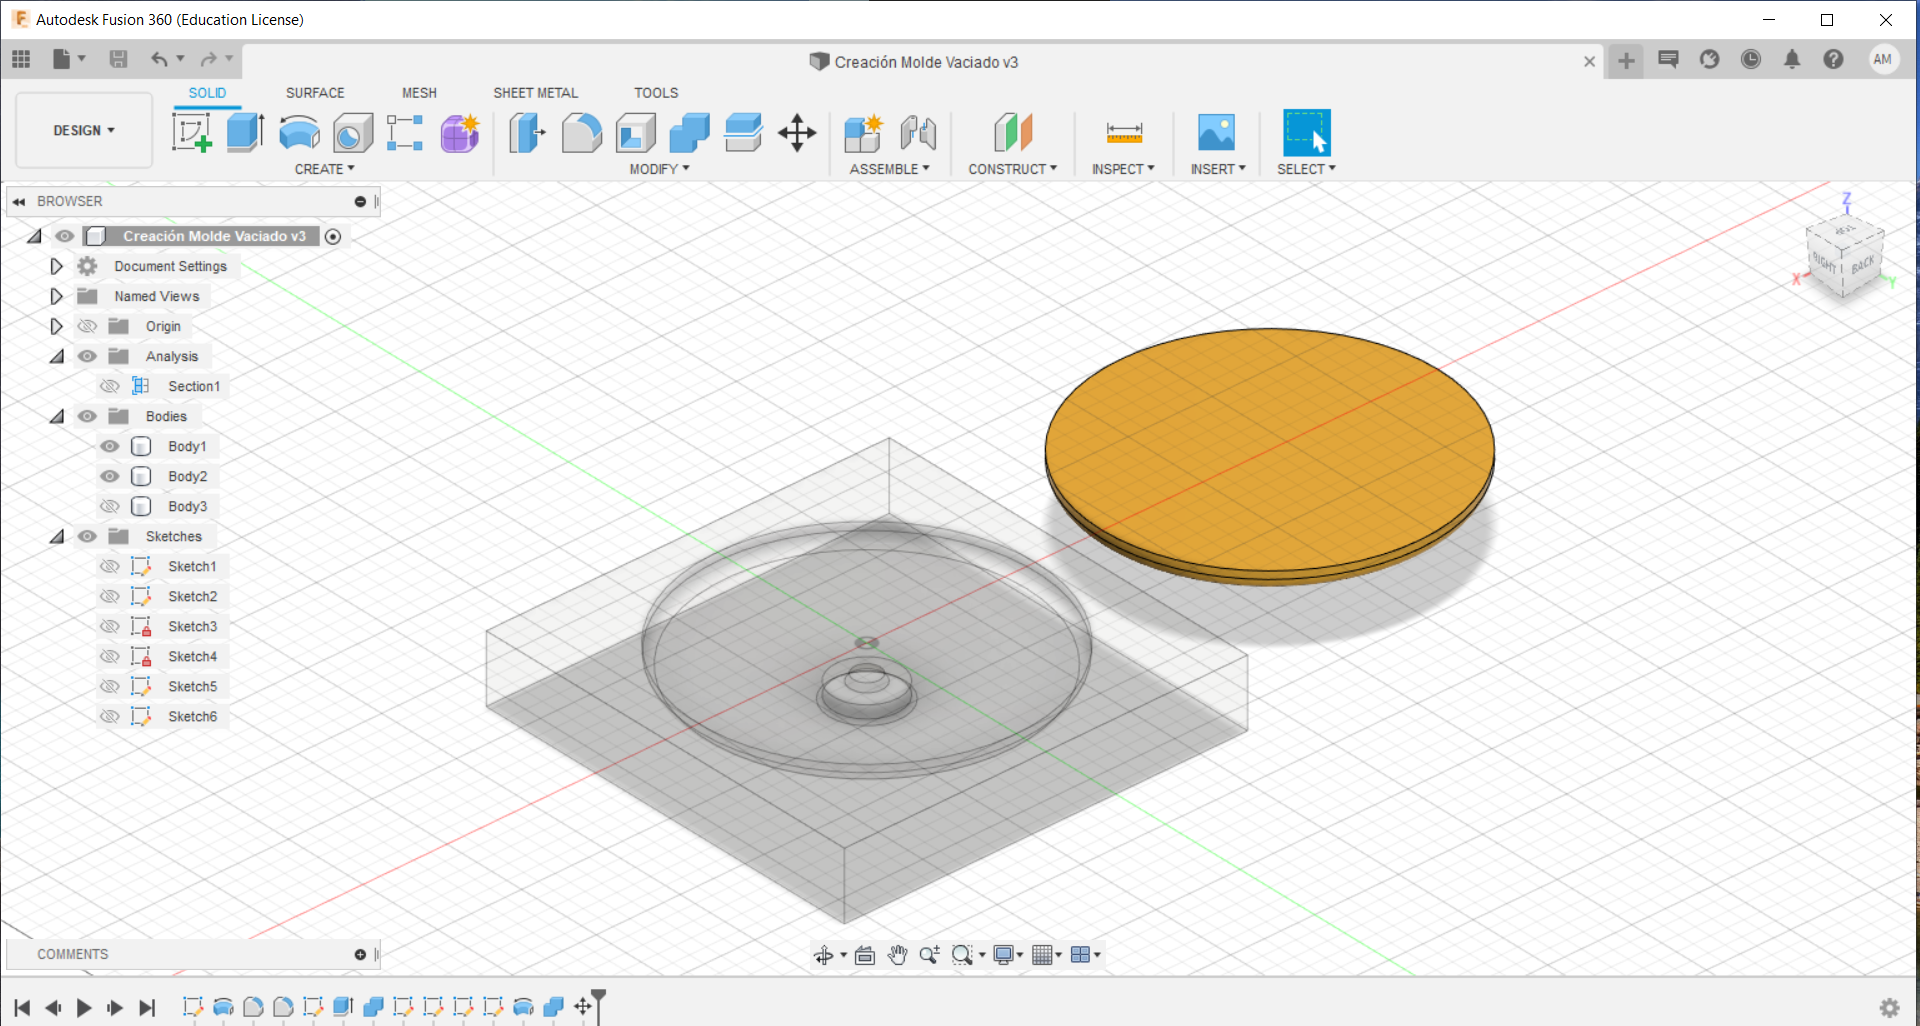 Autodesk Fusion 360 (Education License)
Creación Molde Vaciado v3
AM
SOLID SURFACE MESH SHEET METAL TOOLS
DESIGN
CREATE MODIFY ASSEMBLE CONSTRUCT INSPECT INSERT SELECT
BROWSER
Creación Molde Vaciado v3
Document Settings
Named Views
Origin
Analysis
Section1
Bodies
Body1
Body2
Body3
Sketches
Sketch1
Sketch2
Sketch3
Sketch4
Sketch5
Sketch6
Z
TOP
RIGHT BACK
X Y
COMMENTS